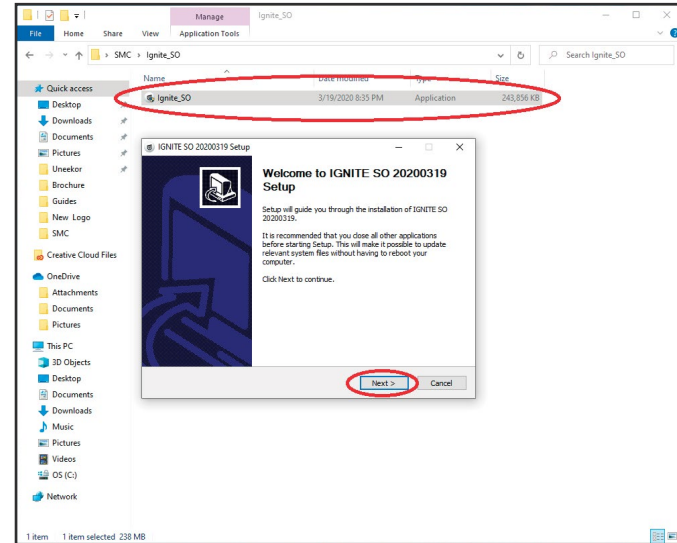 Manage
Ignite_SO
File
Home
Share
View
Application Tools
SMC
Ignite_SO
Search Ignite_SO
Name
Date modified
Type
Size
Ignite_SO
3/19/2020 8:35 PM
Application
243,856 KB
Quick access
Desktop
Downloads
Documents
Pictures
Uneekor
Brochure
Guides
New Logo
SMC
Creative Cloud Files
OneDrive
Attachments
Documents
Pictures
This PC
3D Objects
Desktop
Documents
Downloads
Music
Pictures
Videos
OS (C:)
Network
IGNITE SO 20200319 Setup
Welcome to IGNITE SO 20200319
Setup
Setup will guide you through the installation of IGNITE SO
20200319.
It is recommended that you close all other applications
before starting Setup. This will make it possible to update
relevant system files without having to reboot your
computer.
Click Next to continue.
Next >
Cancel
1 item
1 item selected 238 MB